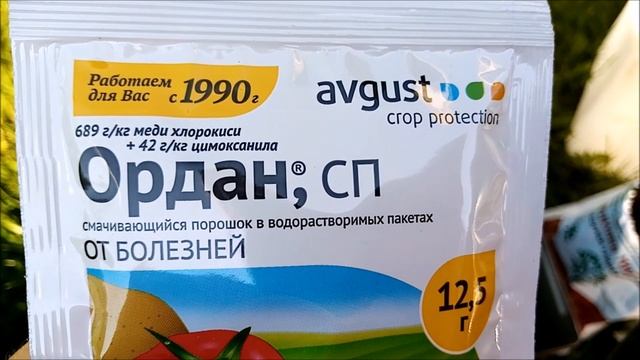 Работаем
для Вас с 1990 г
avgust
crop protection
689 г/кг меди хлорокиси
+ 42 г/кг цимоксанила
Ордан®, СП
смачивающийся порошок в водорастворимых пакетах
ОТ БОЛЕЗНЕЙ
12,5
г